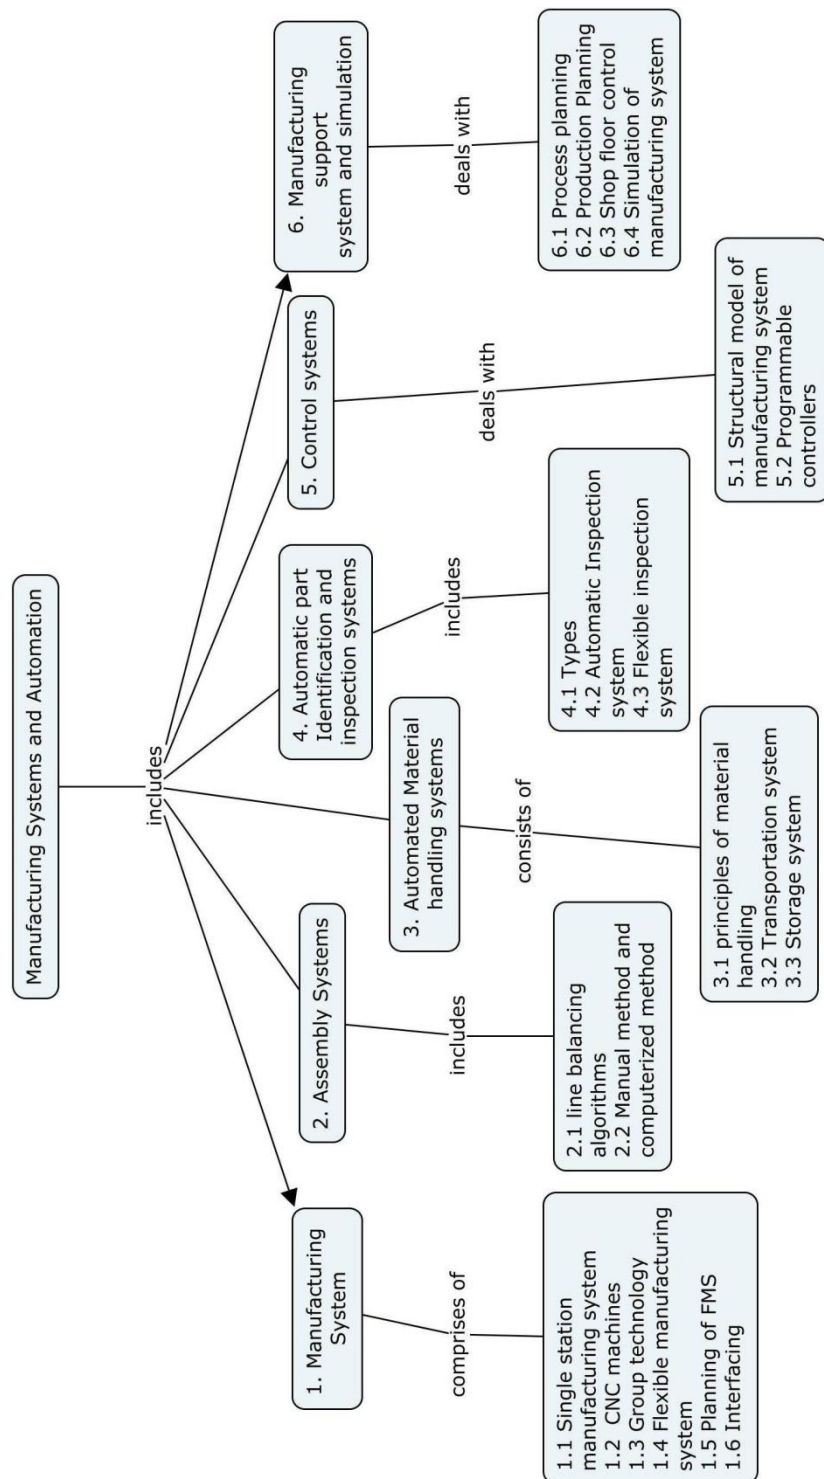 Manufacturing Systems and Automation
includes
1. Manufacturing
System
2. Assembly Systems
3. Automated Material
handling systems
4. Automatic part
Identification and
inspection systems
5. Control systems
6. Manufacturing
support
system and simulation
comprises of
includes
consists of
includes
deals with
deals with
1.1 Single station
manufacturing system
1.2 CNC machines
1.3 Group technology
1.4 Flexible manufacturing
system
1.5 Planning of FMS
1.6 Interfacing
2.1 line balancing
algorithms
2.2 Manual method and
computerized method
3.1 principles of material
handling
3.2 Transportation system
3.3 Storage system
4.1 Types
4.2 Automatic Inspection
system
4.3 Flexible inspection
system
5.1 Structural model of
manufacturing system
5.2 Programmable
controllers
6.1 Process planning
6.2 Production Planning
6.3 Shop floor control
6.4 Simulation of
manufacturing system